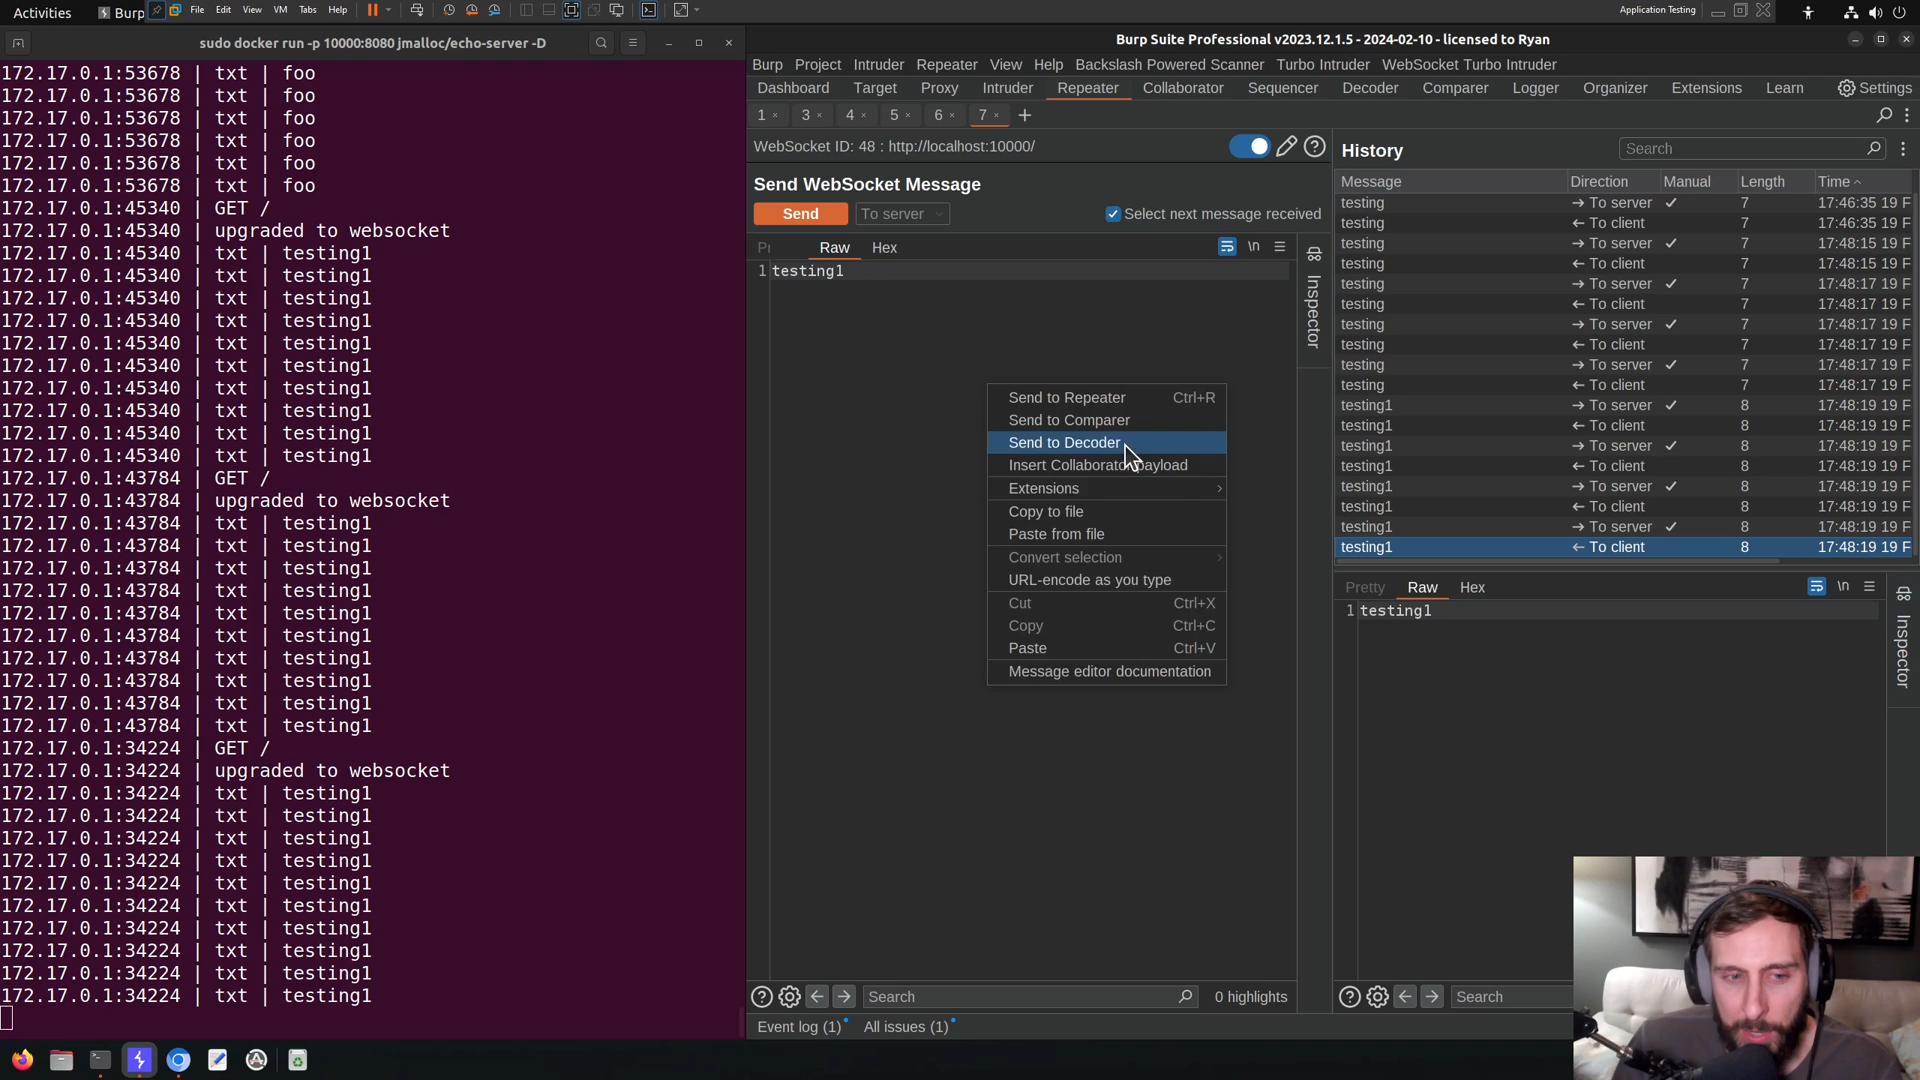 Activities Burp File Edit View VM Tabs Help Application Testing
sudo docker run -p 10000:8080 jmalloc/echo-server -D
172.17.0.1:53678 | txt | foo
172.17.0.1:53678 | txt | foo
172.17.0.1:53678 | txt | foo
172.17.0.1:53678 | txt | foo
172.17.0.1:53678 | txt | foo
172.17.0.1:53678 | txt | foo
172.17.0.1:45340 | GET /
172.17.0.1:45340 | upgraded to websocket
172.17.0.1:45340 | txt | testing1
172.17.0.1:45340 | txt | testing1
172.17.0.1:45340 | txt | testing1
172.17.0.1:45340 | txt | testing1
172.17.0.1:45340 | txt | testing1
172.17.0.1:45340 | txt | testing1
172.17.0.1:45340 | txt | testing1
172.17.0.1:45340 | txt | testing1
172.17.0.1:45340 | txt | testing1
172.17.0.1:45340 | txt | testing1
172.17.0.1:43784 | GET /
172.17.0.1:43784 | upgraded to websocket
172.17.0.1:43784 | txt | testing1
172.17.0.1:43784 | txt | testing1
172.17.0.1:43784 | txt | testing1
172.17.0.1:43784 | txt | testing1
172.17.0.1:43784 | txt | testing1
172.17.0.1:43784 | txt | testing1
172.17.0.1:43784 | txt | testing1
172.17.0.1:43784 | txt | testing1
172.17.0.1:43784 | txt | testing1
172.17.0.1:43784 | txt | testing1
172.17.0.1:34224 | GET /
172.17.0.1:34224 | upgraded to websocket
172.17.0.1:34224 | txt | testing1
172.17.0.1:34224 | txt | testing1
172.17.0.1:34224 | txt | testing1
172.17.0.1:34224 | txt | testing1
172.17.0.1:34224 | txt | testing1
172.17.0.1:34224 | txt | testing1
172.17.0.1:34224 | txt | testing1
172.17.0.1:34224 | txt | testing1
172.17.0.1:34224 | txt | testing1
172.17.0.1:34224 | txt | testing1
Burp Suite Professional v2023.12.1.5 - 2024-02-10 - licensed to Ryan
Burp Project Intruder Repeater View Help Backslash Powered Scanner Turbo Intruder WebSocket Turbo Intruder
Dashboard Target Proxy Intruder Repeater Collaborator Sequencer Decoder Comparer Logger Organizer Extensions Learn Settings
1 × 3 × 4 × 5 × 6 × 7 × +
WebSocket ID: 48 : http://localhost:10000/
Send WebSocket Message
Send To server Select next message received
Raw Hex \n
1 testing1
Inspector
Send to Repeater Ctrl+R
Send to Comparer
Send to Decoder
Insert Collaborator payload
Extensions
Copy to file
Paste from file
Convert selection
URL-encode as you type
Cut Ctrl+X
Copy Ctrl+C
Paste Ctrl+V
Message editor documentation
Search 0 highlights
Event log (1) All issues (1)
History Search
Message Direction Manual Length Time
testing → To server ✓ 7 17:46:35 19 F
testing ← To client 7 17:46:35 19 F
testing → To server ✓ 7 17:48:15 19 F
testing ← To client 7 17:48:15 19 F
testing → To server ✓ 7 17:48:17 19 F
testing ← To client 7 17:48:17 19 F
testing → To server ✓ 7 17:48:17 19 F
testing ← To client 7 17:48:17 19 F
testing → To server ✓ 7 17:48:17 19 F
testing ← To client 7 17:48:17 19 F
testing1 → To server ✓ 8 17:48:19 19 F
testing1 ← To client 8 17:48:19 19 F
testing1 → To server ✓ 8 17:48:19 19 F
testing1 ← To client 8 17:48:19 19 F
testing1 → To server ✓ 8 17:48:19 19 F
testing1 ← To client 8 17:48:19 19 F
testing1 → To server ✓ 8 17:48:19 19 F
testing1 ← To client 8 17:48:19 19 F
Pretty Raw Hex \n
1 testing1
Inspector
Search